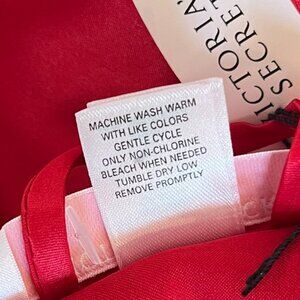 VICTORIA'S
SECRET
MACHINE WASH WARM
WITH LIKE COLORS
GENTLE CYCLE
ONLY NON-CHLORINE
BLEACH WHEN NEEDED
TUMBLE DRY LOW
REMOVE PROMPTLY